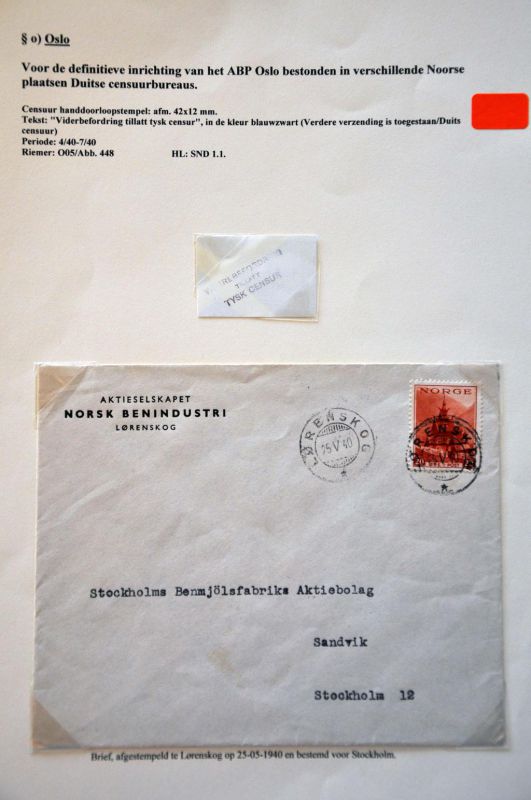 § o) Oslo
Voor de definitieve inrichting van het ABP Oslo bestonden in verschillende Noorse
plaatsen Duitse censuurbureaus.
Censuur handdoorloopstempel: afm. 42x12 mm.
Tekst: "Viderbefordring tillatt tysk censur", in de kleur blauwzwart (Verdere verzending is toegestaan/Duits
censuur)
Periode: 4/40-7/40
Riemer: O05/Abb. 448 HL: SND 1.1.
TYSK CENSUR
AKTIESELSKAPET
NORSK BENINDUSTRI
LØRENSKOG
LØRENSKOG
25 V 40
NORGE
LØRENSKOG
Stockholms Benmjölsfabriks Aktiebolag
Sandvik
Stockholm 12
Brief, afgestempeld te Lørenskog op 25-05-1940 en bestemd voor Stockholm.